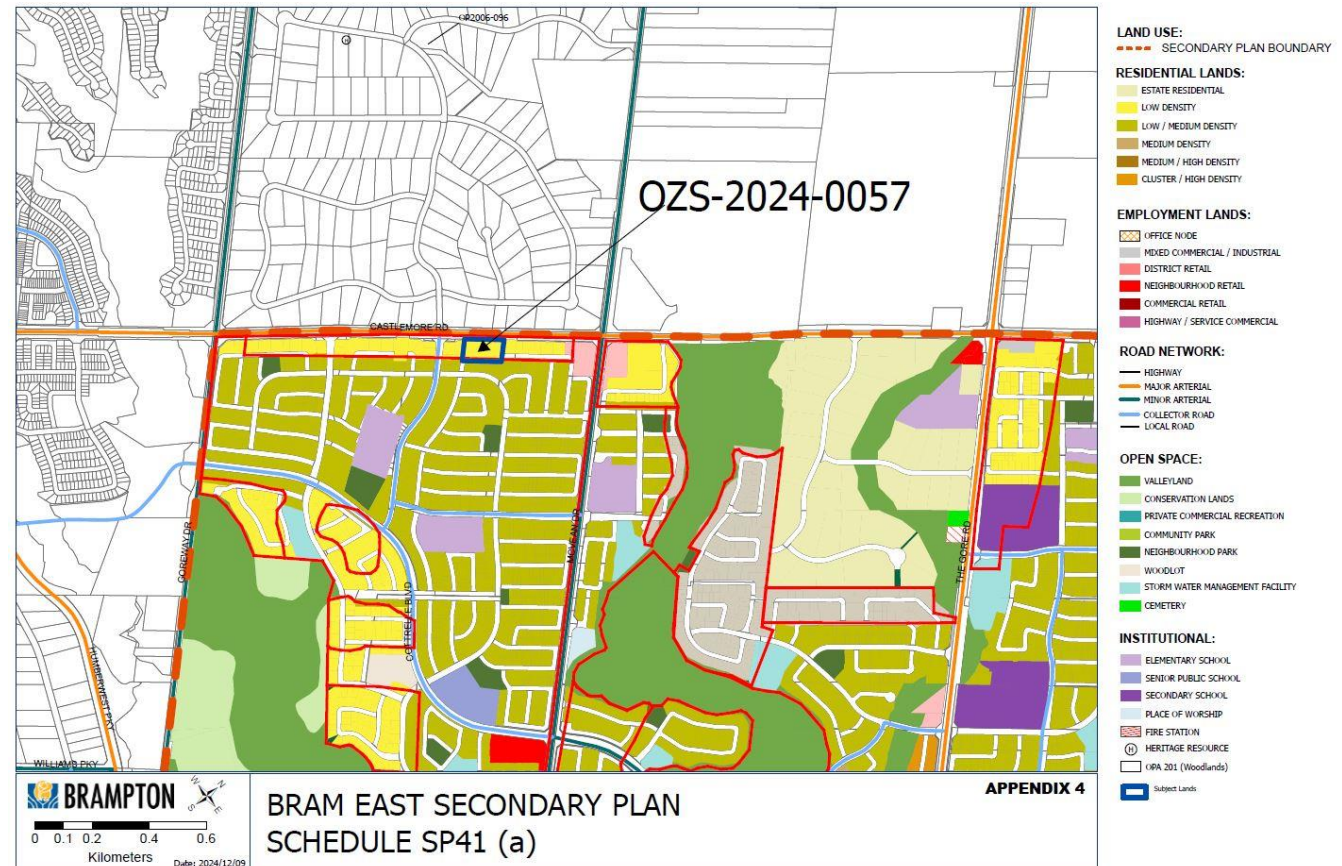 OP2006-096
H
OZS-2024-0057
CASTLEMORE RD
GOREWAY DR
MCVEAN DR
THE GORE RD
COTTRELLE BLVD
HUMBERWEST PKY
WILLIAMS PKY
LAND USE:
SECONDARY PLAN BOUNDARY
RESIDENTIAL LANDS:
ESTATE RESIDENTIAL
LOW DENSITY
LOW / MEDIUM DENSITY
MEDIUM DENSITY
MEDIUM / HIGH DENSITY
CLUSTER / HIGH DENSITY
EMPLOYMENT LANDS:
OFFICE NODE
MIXED COMMERCIAL / INDUSTRIAL
DISTRICT RETAIL
NEIGHBOURHOOD RETAIL
COMMERCIAL RETAIL
HIGHWAY / SERVICE COMMERCIAL
ROAD NETWORK:
HIGHWAY
MAJOR ARTERIAL
MINOR ARTERIAL
COLLECTOR ROAD
LOCAL ROAD
OPEN SPACE:
VALLEYLAND
CONSERVATION LANDS
PRIVATE COMMERCIAL RECREATION
COMMUNITY PARK
NEIGHBOURHOOD PARK
WOODLOT
STORM WATER MANAGEMENT FACILITY
CEMETERY
INSTITUTIONAL:
ELEMENTARY SCHOOL
SENIOR PUBLIC SCHOOL
SECONDARY SCHOOL
PLACE OF WORSHIP
FIRE STATION
H HERITAGE RESOURCE
OPA 201 (Woodlands)
Subject Lands
BRAMPTON
W N
S E
0 0.1 0.2 0.4 0.6
Kilometers
Date: 2024/12/09
BRAM EAST SECONDARY PLAN
SCHEDULE SP41 (a)
APPENDIX 4